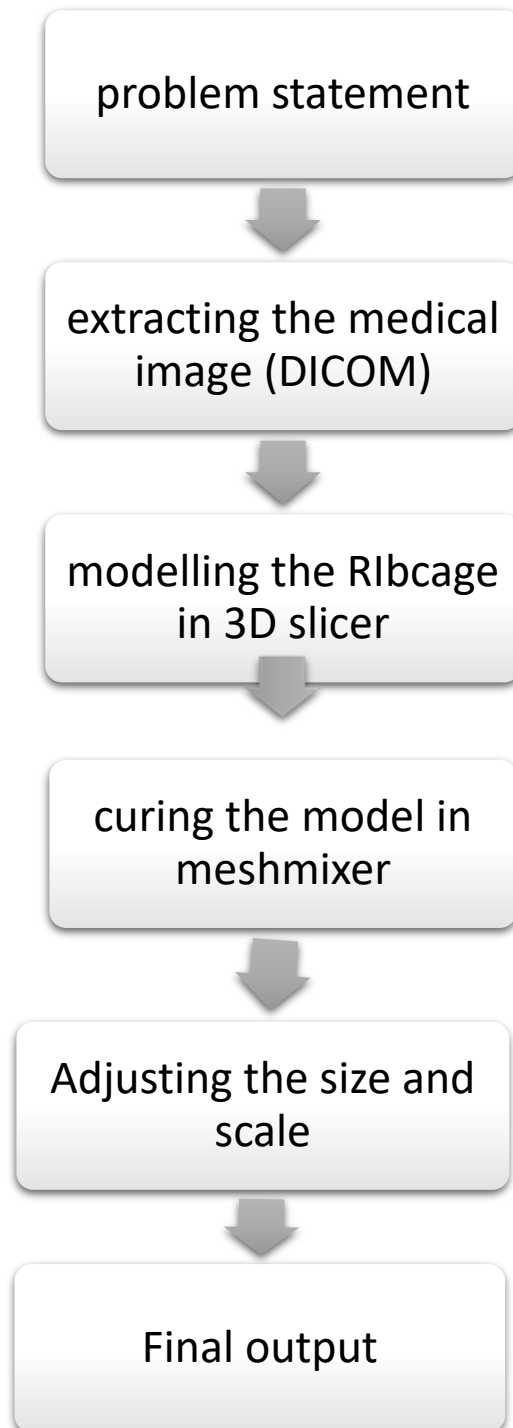 problem statement
extracting the medical
image (DICOM)
modelling the RIbcage
in 3D slicer
curing the model in
meshmixer
Adjusting the size and
scale
Final output